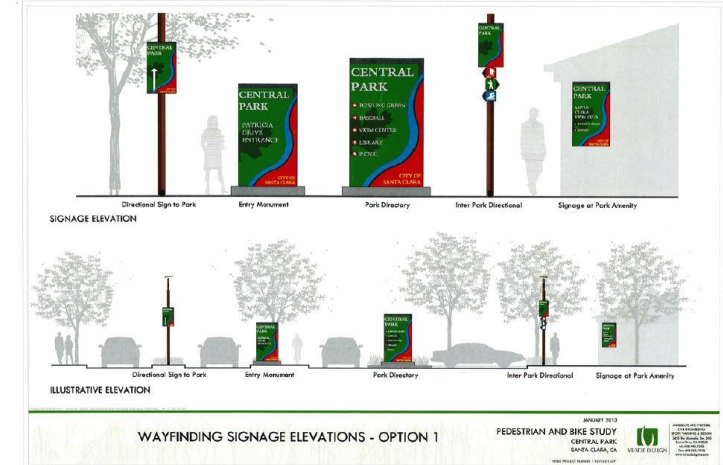 CENTRAL
PARK
CENTRAL
PARK
PATRICIA
DRIVE
ENTRANCE
CITY OF
SANTA CLARA
CENTRAL
PARK
BOWLING GREEN
BASEBALL
SWIM CENTER
LIBRARY
PICNIC
CITY OF
SANTA CLARA
CENTRAL
PARK
CENTRAL
PARK
SANTA
CLARA
SWIM CLUB
Directional Sign to Park
Entry Monument
Park Directory
Inter Park Directional
Signage at Park Amenity
SIGNAGE ELEVATION
CENTRAL
PARK
CENTRAL
PARK
Directional Sign to Park
Entry Monument
Park Directory
Inter Park Directional
Signage at Park Amenity
ILLUSTRATIVE ELEVATION
WAYFINDING SIGNAGE ELEVATIONS - OPTION 1
JANUARY 2013
PEDESTRIAN AND BIKE STUDY
CENTRAL PARK
SANTA CLARA, CA
VERDE DESIGN